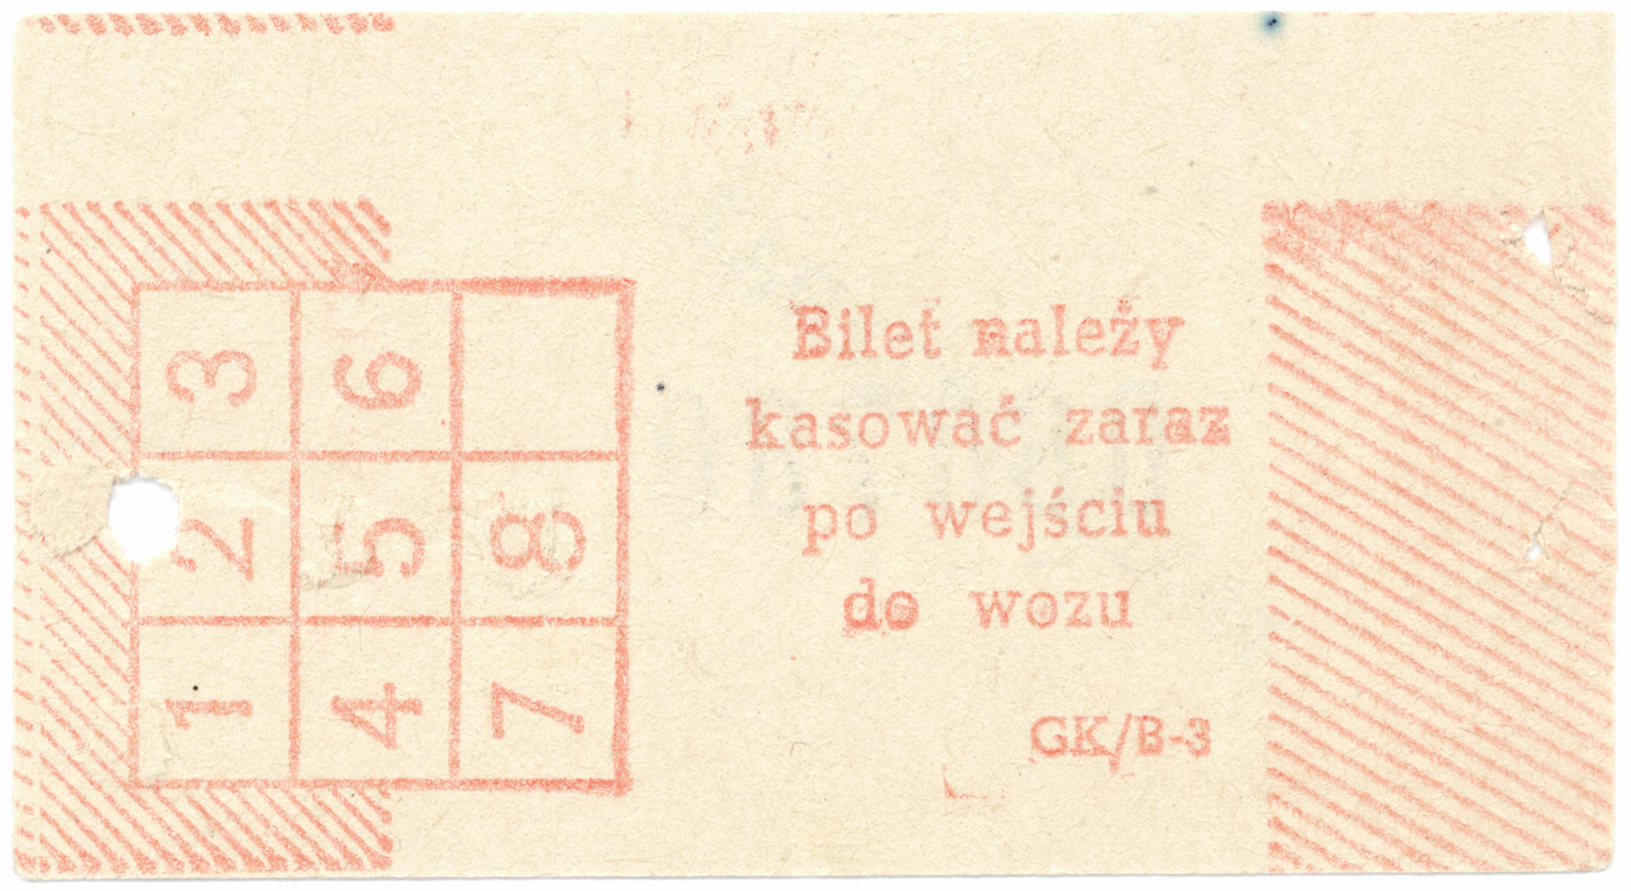 3 6
2 5 8
1 4 7
Bilet należy
kasować zaraz
po wejściu
do wozu
GK/B-3